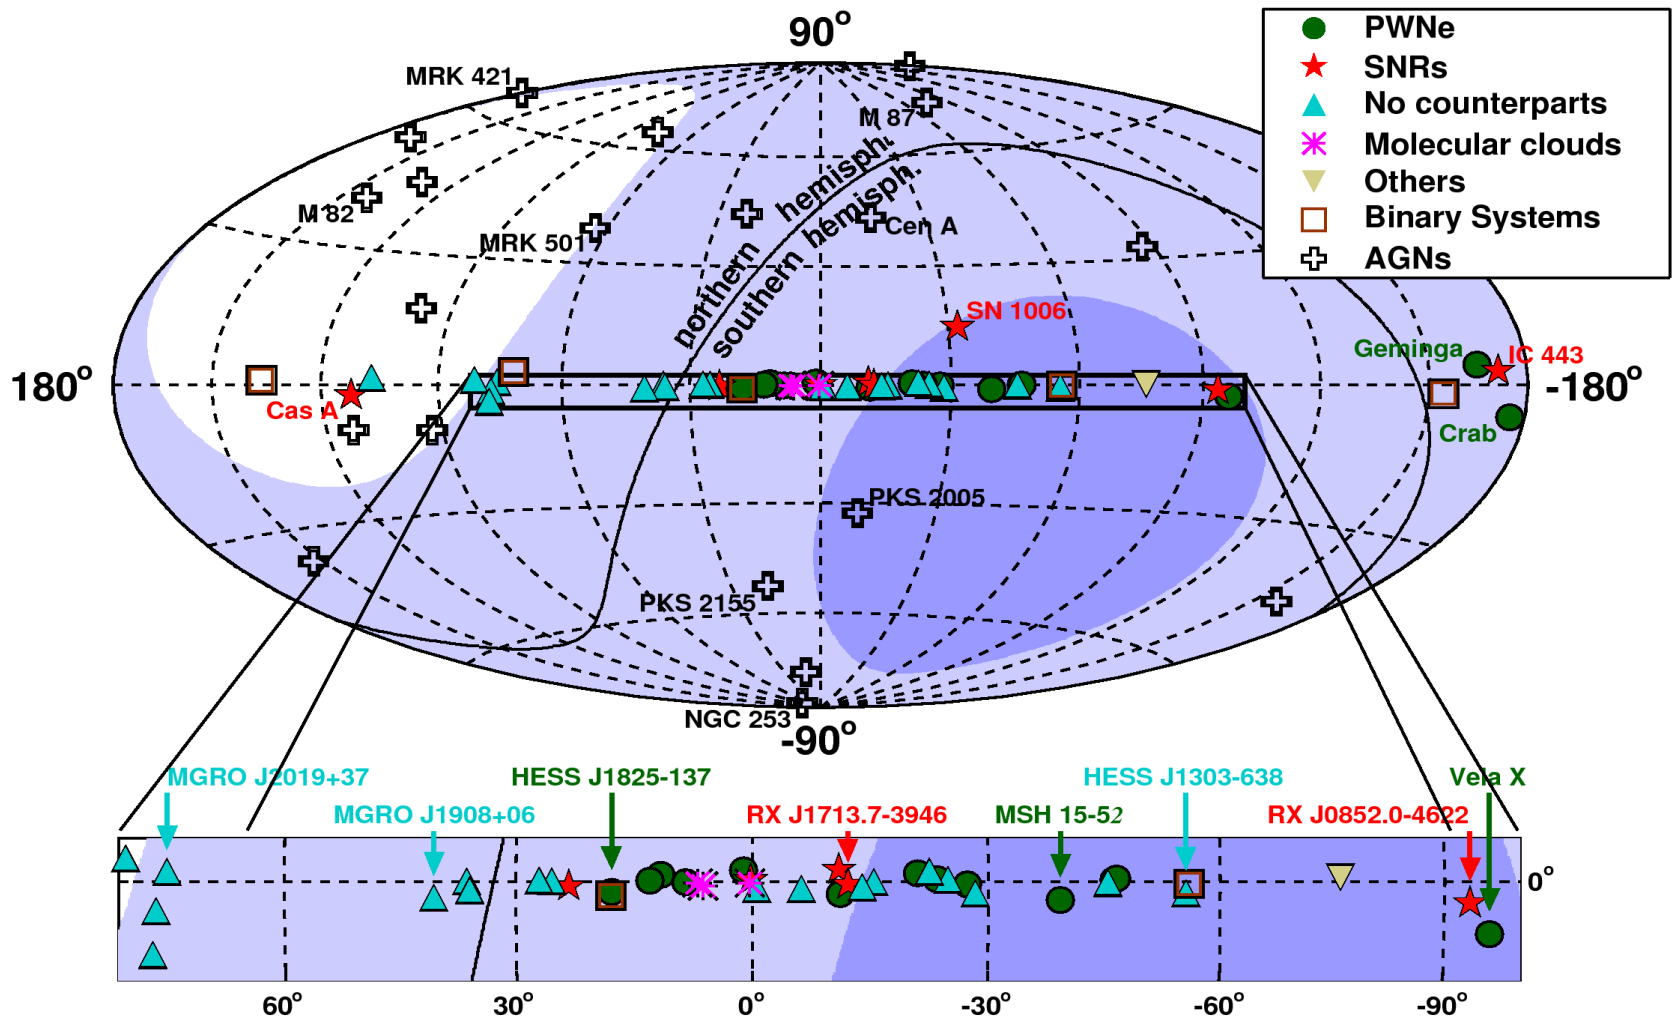 90°
PWNe
SNRs
No counterparts
Molecular clouds
Others
Binary Systems
AGNs
MRK 421
M 87
M 82
MRK 501
northern hemisph.
southern hemisph.
Cen A
SN 1006
Geminga
IC 443
180°
-180°
Cas A
Crab
PKS 2005
PKS 2155
NGC 253
-90°
MGRO J2019+37
HESS J1825-137
HESS J1303-638
Vela X
MGRO J1908+06
RX J1713.7-3946
MSH 15-52
RX J0852.0-4622
0°
60°
30°
0°
-30°
-60°
-90°